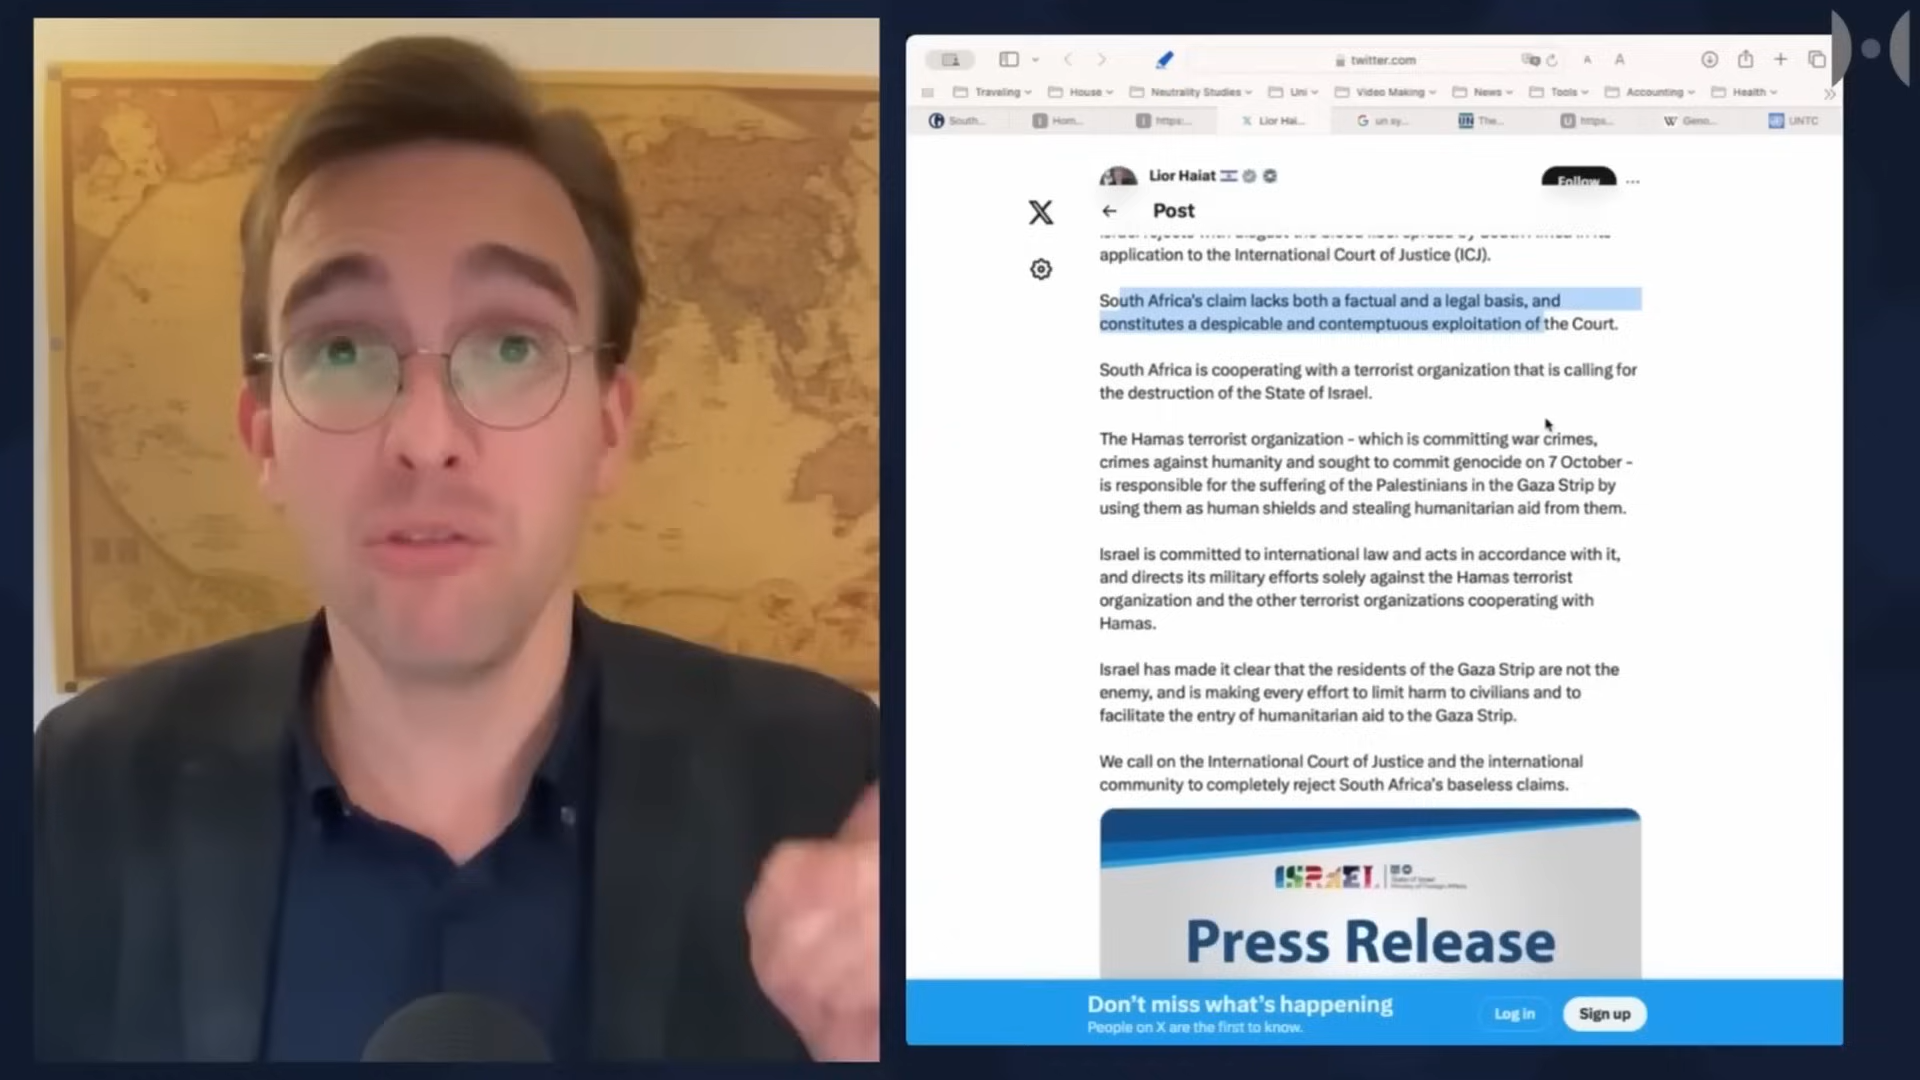 twitter.com
A
A
Traveling
House
Neutrality Studies
Uni
Video Making
News
Tools
Accounting
Health
South...
Hom...
https:...
Lior Hai...
un sy...
The...
https...
Geno...
UNTC
Lior Haiat
Follow
Post
application to the International Court of Justice (ICJ).
South Africa's claim lacks both a factual and a legal basis, and
constitutes a despicable and contemptuous exploitation of the Court.
South Africa is cooperating with a terrorist organization that is calling for
the destruction of the State of Israel.
The Hamas terrorist organization - which is committing war crimes,
crimes against humanity and sought to commit genocide on 7 October -
is responsible for the suffering of the Palestinians in the Gaza Strip by
using them as human shields and stealing humanitarian aid from them.
Israel is committed to international law and acts in accordance with it,
and directs its military efforts solely against the Hamas terrorist
organization and the other terrorist organizations cooperating with
Hamas.
Israel has made it clear that the residents of the Gaza Strip are not the
enemy, and is making every effort to limit harm to civilians and to
facilitate the entry of humanitarian aid to the Gaza Strip.
We call on the International Court of Justice and the international
community to completely reject South Africa's baseless claims.
ISRAEL
Press Release
Don't miss what's happening
People on X are the first to know.
Log in
Sign up